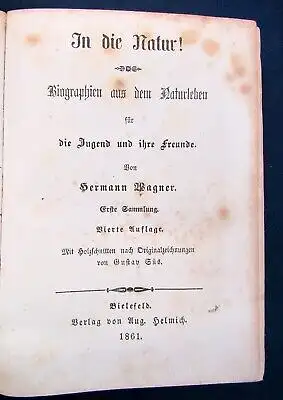 In die Natur!
Biographien aus dem Naturleben
für
die Jugend und ihre Freunde.
Von
Hermann Wagner.
Erste Sammlung.
Vierte Auflage.
Mit Holzschnitten nach Originalzeichnungen
von Gustav Süs.
Bielefeld.
Verlag von Aug. Helmich.
1861.